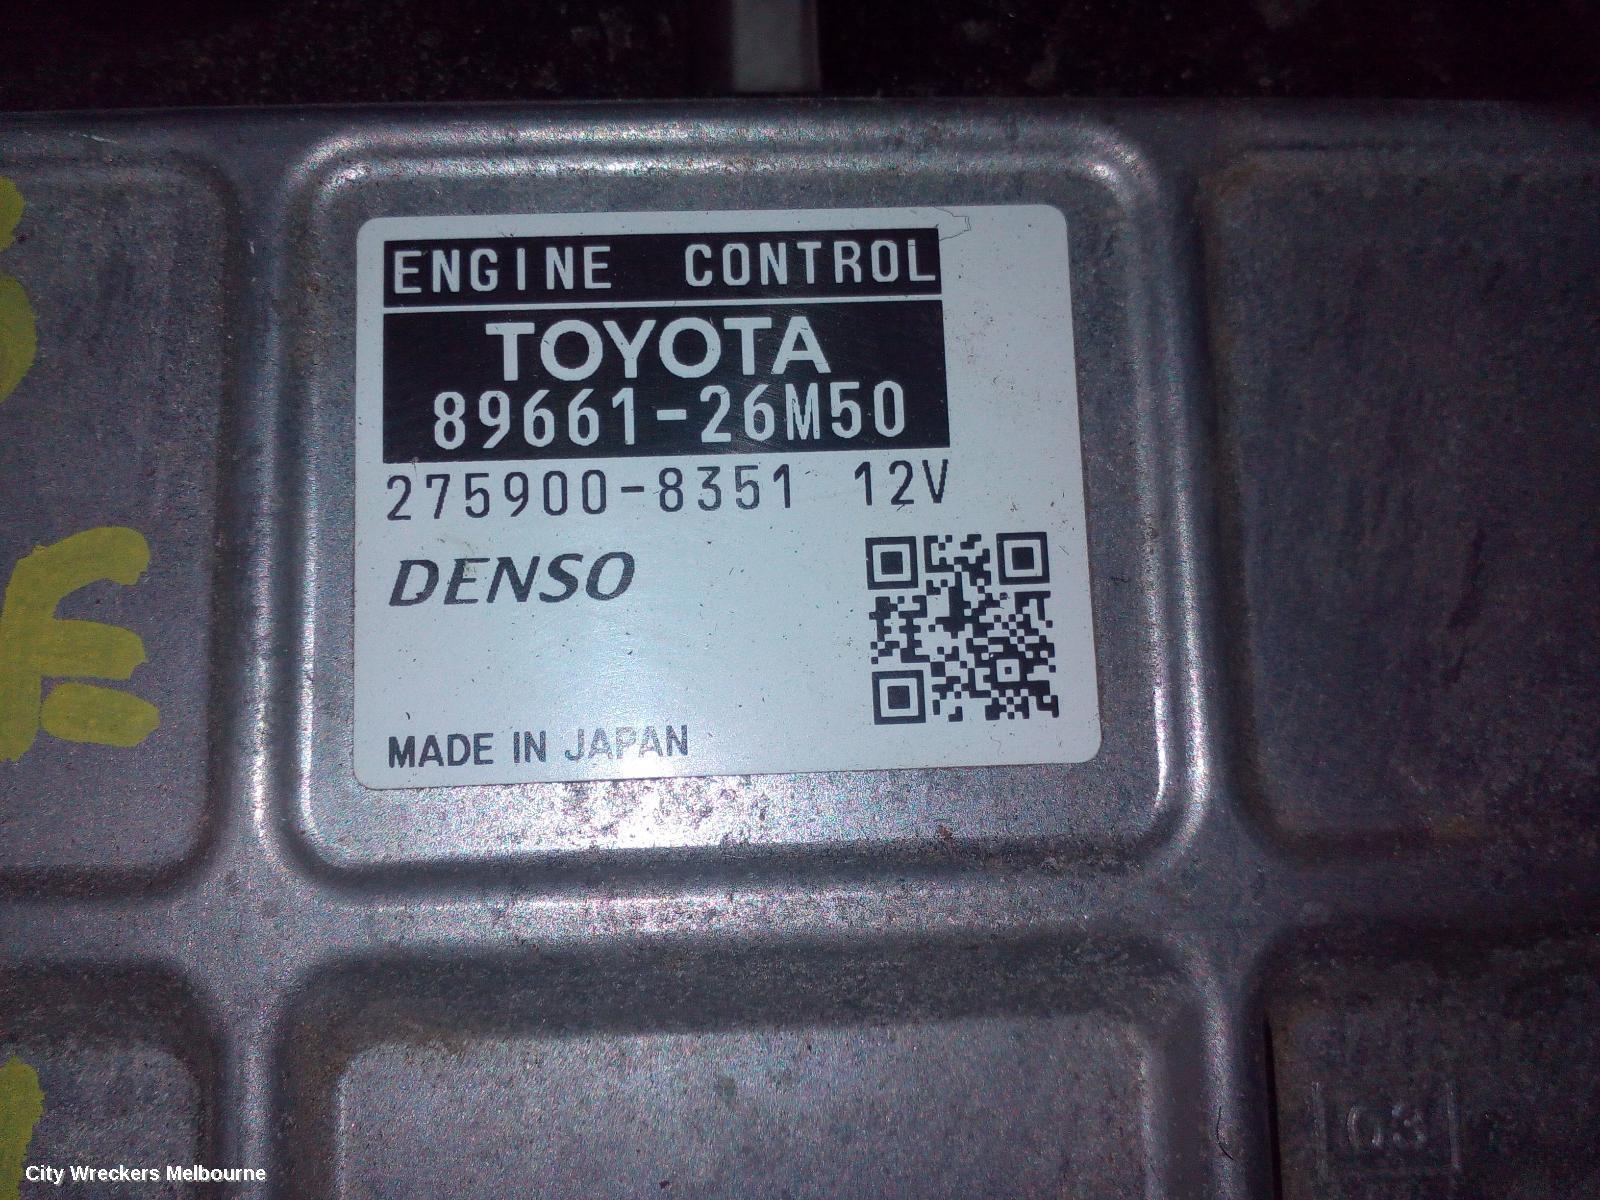 ENGINE CONTROL
TOYOTA
89661-26M50
275900-8351 12V
DENSO
MADE IN JAPAN
03
City Wreckers Melbourne